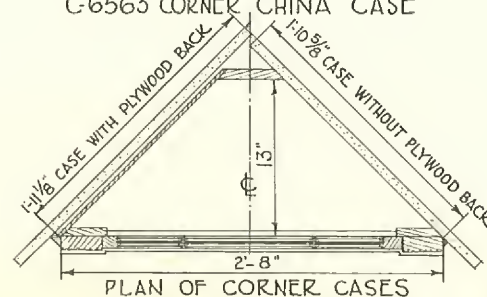 C-6563 CORNER CHINA CASE
1'-11 1/8" CASE WITH PLYWOOD BACK
1'-10 5/8" CASE WITHOUT PLYWOOD BACK
℄
13"
2'-8"
PLAN OF CORNER CASES